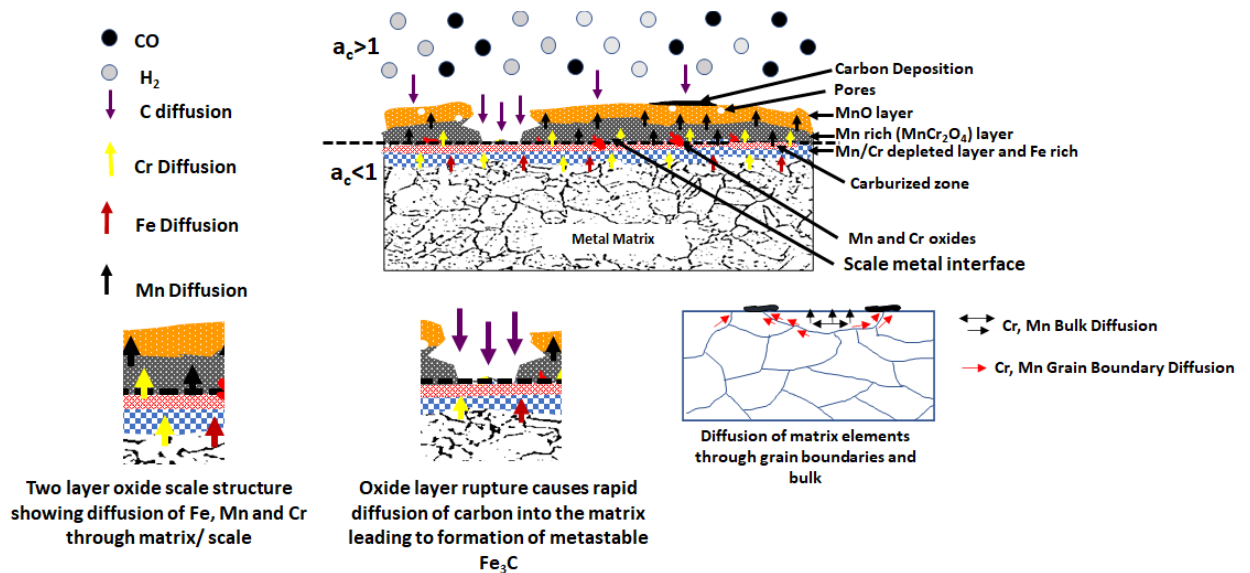 CO
H₂
C diffusion
Cr Diffusion
Fe Diffusion
Mn Diffusion
a_c>1
a_c<1
Carbon Deposition
Pores
MnO layer
Mn rich (MnCr₂O₄) layer
Mn/Cr depleted layer and Fe rich
Carburized zone
Mn and Cr oxides
Scale metal interface
Metal Matrix
Two layer oxide scale structure
showing diffusion of Fe, Mn and Cr
through matrix/ scale
Oxide layer rupture causes rapid
diffusion of carbon into the matrix
leading to formation of metastable
Fe₃C
Cr, Mn Bulk Diffusion
Cr, Mn Grain Boundary Diffusion
Diffusion of matrix elements
through grain boundaries and
bulk